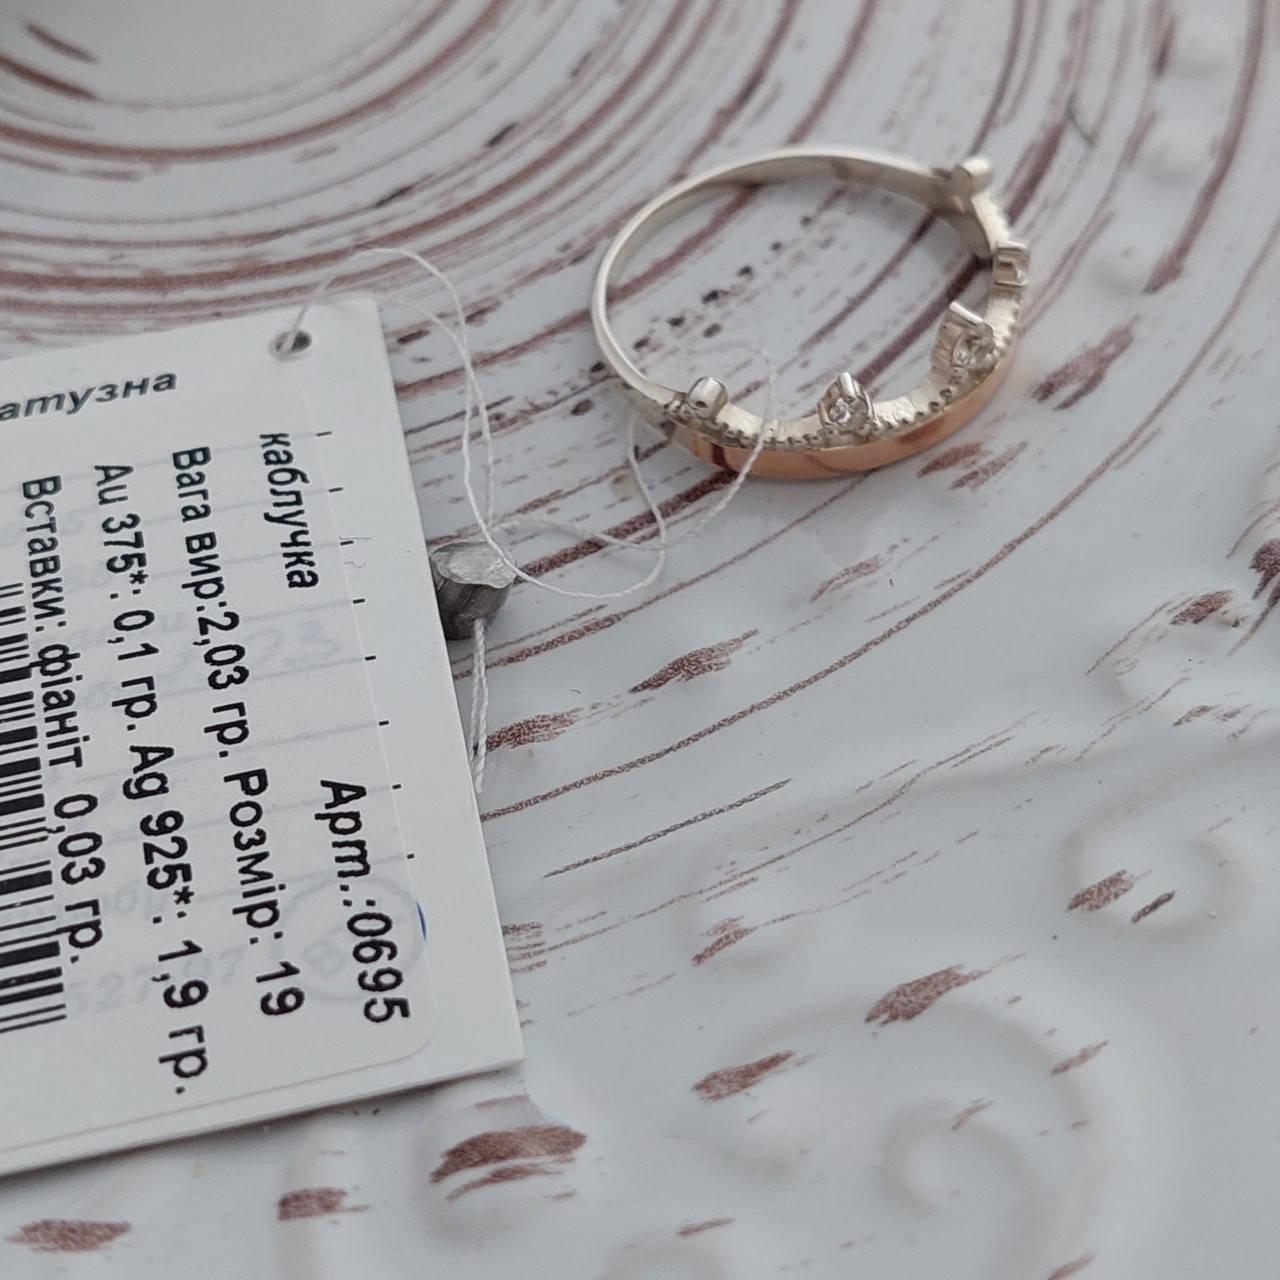 каблучка Арт.:0695
Вага вир:2,03 гр. Розмір: 19
Au 375*: 0,1 гр. Ag 925*: 1,9 гр.
Вставки: фіаніт 0,03 гр.